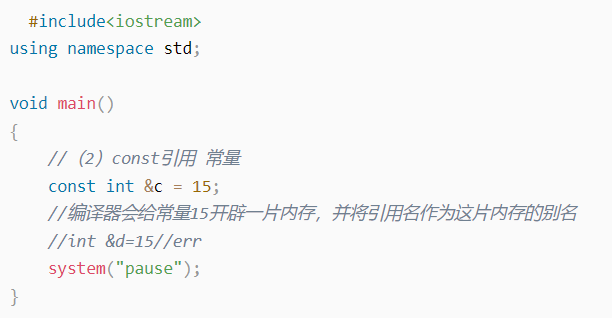 #include<iostream>
using namespace std;
void main()
{
//（2）const引用 常量
const int &c = 15;
//编译器会给常量15开辟一片内存，并将引用名作为这片内存的别名
//int &d=15//err
system("pause");
}